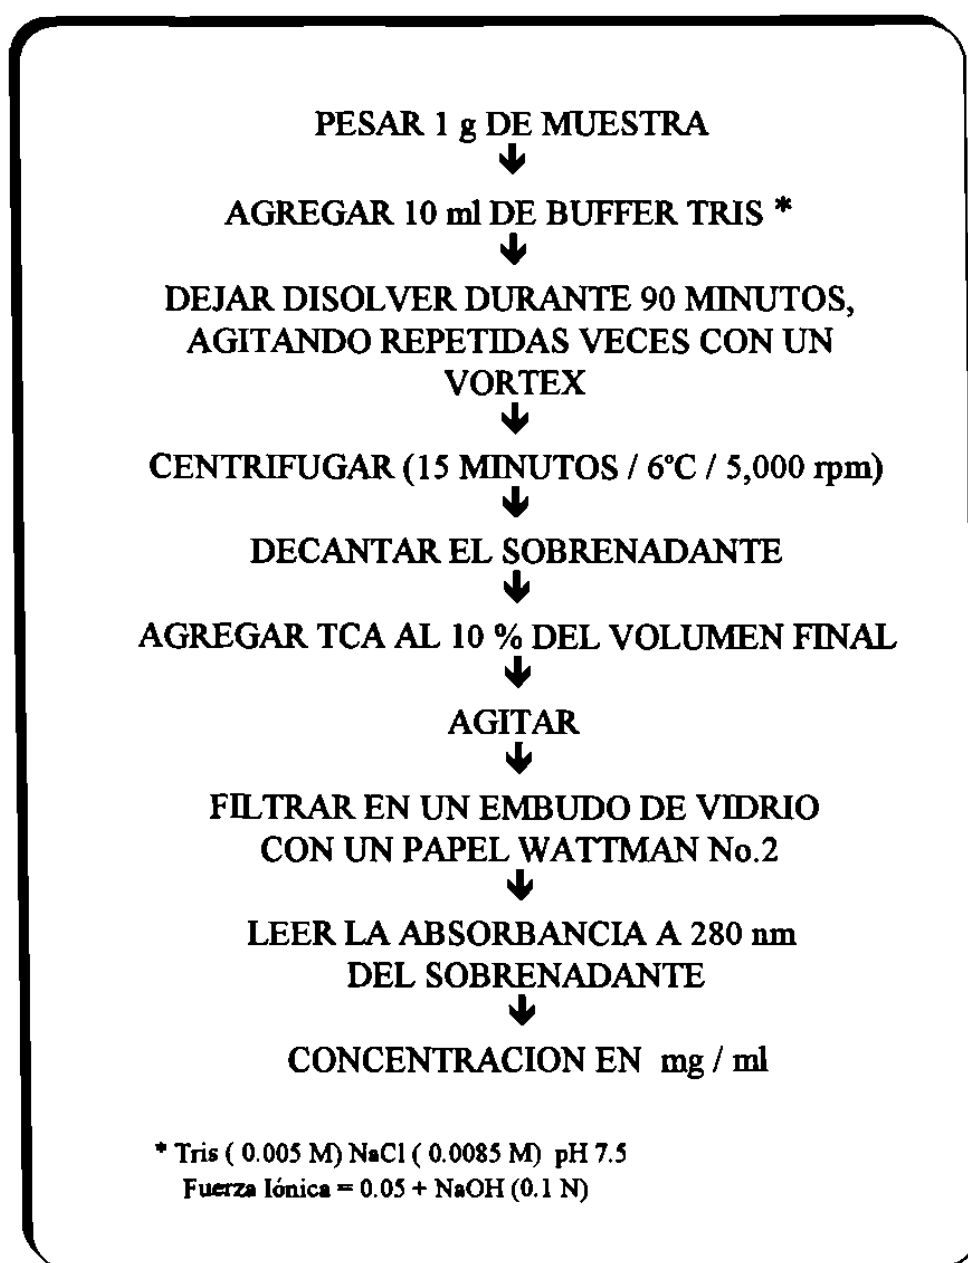 PESAR 1 g DE MUESTRA
AGREGAR 10 ml DE BUFFER TRIS *
DEJAR DISOLVER DURANTE 90 MINUTOS,
AGITANDO REPETIDAS VECES CON UN
VORTEX
CENTRIFUGAR (15 MINUTOS / 6ºC / 5,000 rpm)
DECANTAR EL SOBRENADANTE
AGREGAR TCA AL 10 % DEL VOLUMEN FINAL
AGITAR
FILTRAR EN UN EMBUDO DE VIDRIO
CON UN PAPEL WATTMAN No.2
LEER LA ABSORBANCIA A 280 nm
DEL SOBRENADANTE
CONCENTRACION EN mg / ml
* Tris ( 0.005 M) NaCl ( 0.0085 M) pH 7.5
Fuerza Iónica = 0.05 + NaOH (0.1 N)